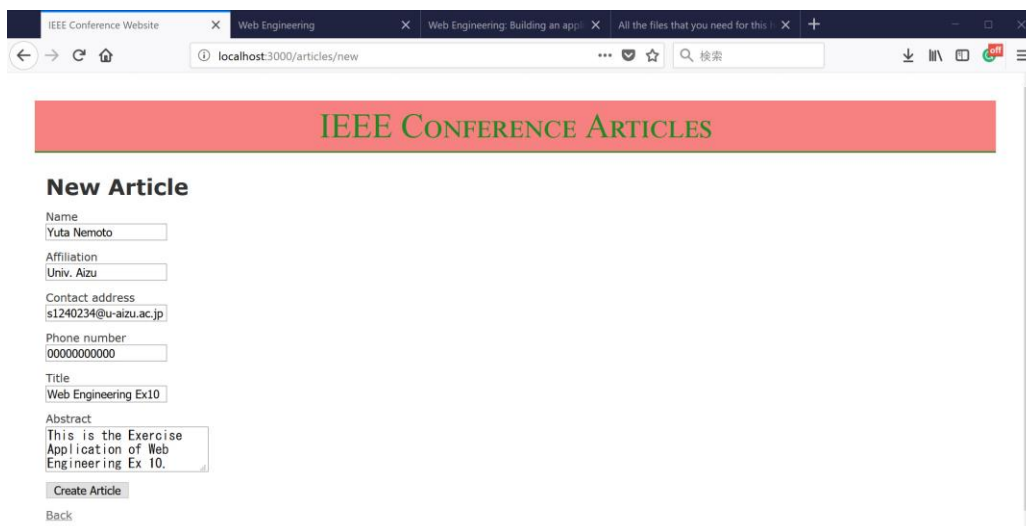 IEEE Conference Website
Web Engineering
Web Engineering: Building an appl
All the files that you need for this
localhost:3000/articles/new
検索
off
IEEE CONFERENCE ARTICLES
New Article
Name
Yuta Nemoto
Affiliation
Univ. Aizu
Contact address
s1240234@u-aizu.ac.jp
Phone number
00000000000
Title
Web Engineering Ex10
Abstract
This is the Exercise
Application of Web
Engineering Ex 10.
Create Article
Back